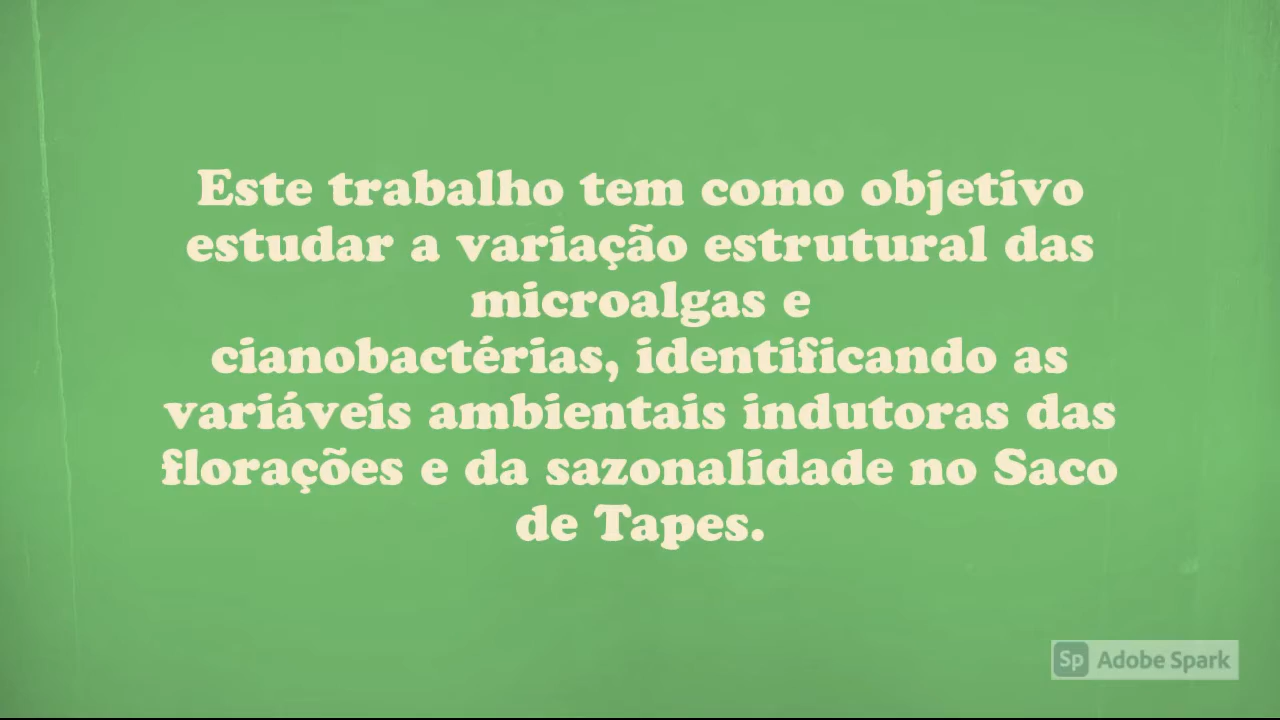 Este trabalho tem como objetivo
estudar a variação estrutural das
microalgas e
cianobactérias, identificando as
variáveis ambientais indutoras das
florações e da sazonalidade no Saco
de Tapes.
Sp Adobe Spark